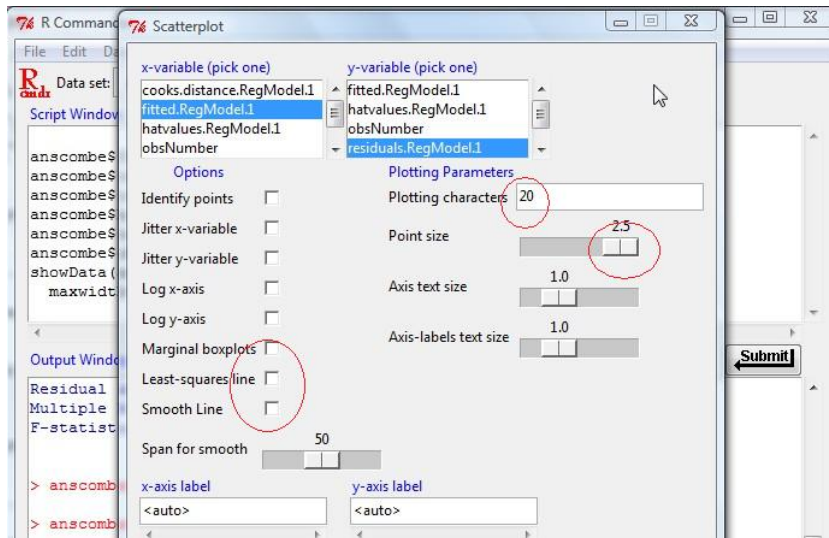 R Command
Scatterplot
File Edit Da
R
cmdr
Data set:
Script Window
anscombe$
anscombe$
anscombe$
anscombe$
anscombe$
anscombe$
showData(
maxwidt
Output Windo
Residual
Multiple
F-statist
> anscomb
> anscomb
x-variable (pick one)
cooks.distance.RegModel.1
fitted.RegModel.1
hatvalues.RegModel.1
obsNumber
y-variable (pick one)
fitted.RegModel.1
hatvalues.RegModel.1
obsNumber
residuals.RegModel.1
Options
Identify points
Jitter x-variable
Jitter y-variable
Log x-axis
Log y-axis
Marginal boxplots
Least-squares line
Smooth Line
Span for smooth 50
Plotting Parameters
Plotting characters 20
Point size 2.5
Axis text size 1.0
Axis-labels text size 1.0
x-axis label
<auto>
y-axis label
<auto>
Submit